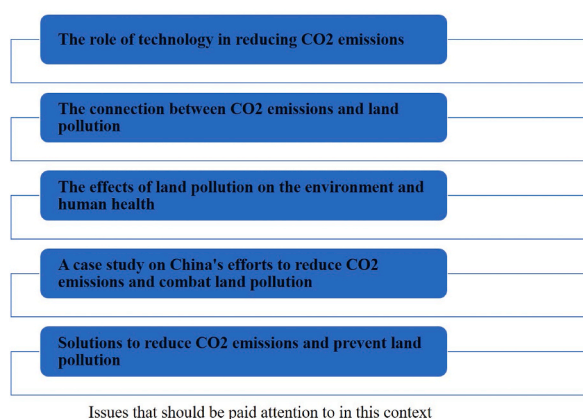 The role of technology in reducing CO2 emissions
The connection between CO2 emissions and land
pollution
The effects of land pollution on the environment and
human health
A case study on China's efforts to reduce CO2
emissions and combat land pollution
Solutions to reduce CO2 emissions and prevent land
pollution
Issues that should be paid attention to in this context